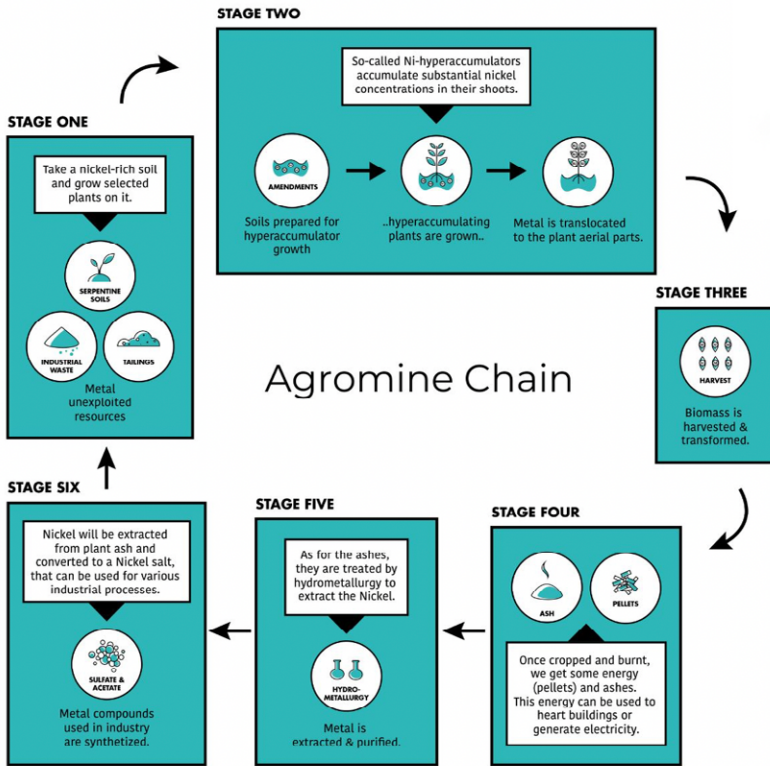 STAGE ONE
Take a nickel-rich soil
and grow selected
plants on it.
SERPENTINE
SOILS
INDUSTRIAL
WASTE
TAILINGS
Metal
unexploited
resources
STAGE TWO
So-called Ni-hyperaccumulators
accumulate substantial nickel
concentrations in their shoots.
AMENDMENTS
Soils prepared for
hyperaccumulator
growth
..hyperaccumulating
plants are grown..
Metal is translocated
to the plant aerial parts.
STAGE THREE
HARVEST
Biomass is
harvested &
transformed.
Agromine Chain
STAGE FOUR
ASH
PELLETS
Once cropped and burnt,
we get some energy
(pellets) and ashes.
This energy can be used to
heart buildings or
generate electricity.
STAGE FIVE
As for the ashes,
they are treated by
hydrometallurgy to
extract the Nickel.
HYDRO-
METALLURGY
Metal is
extracted & purified.
STAGE SIX
Nickel will be extracted
from plant ash and
converted to a Nickel salt,
that can be used for various
industrial processes.
SULFATE &
ACETATE
Metal compounds
used in industry
are synthetized.